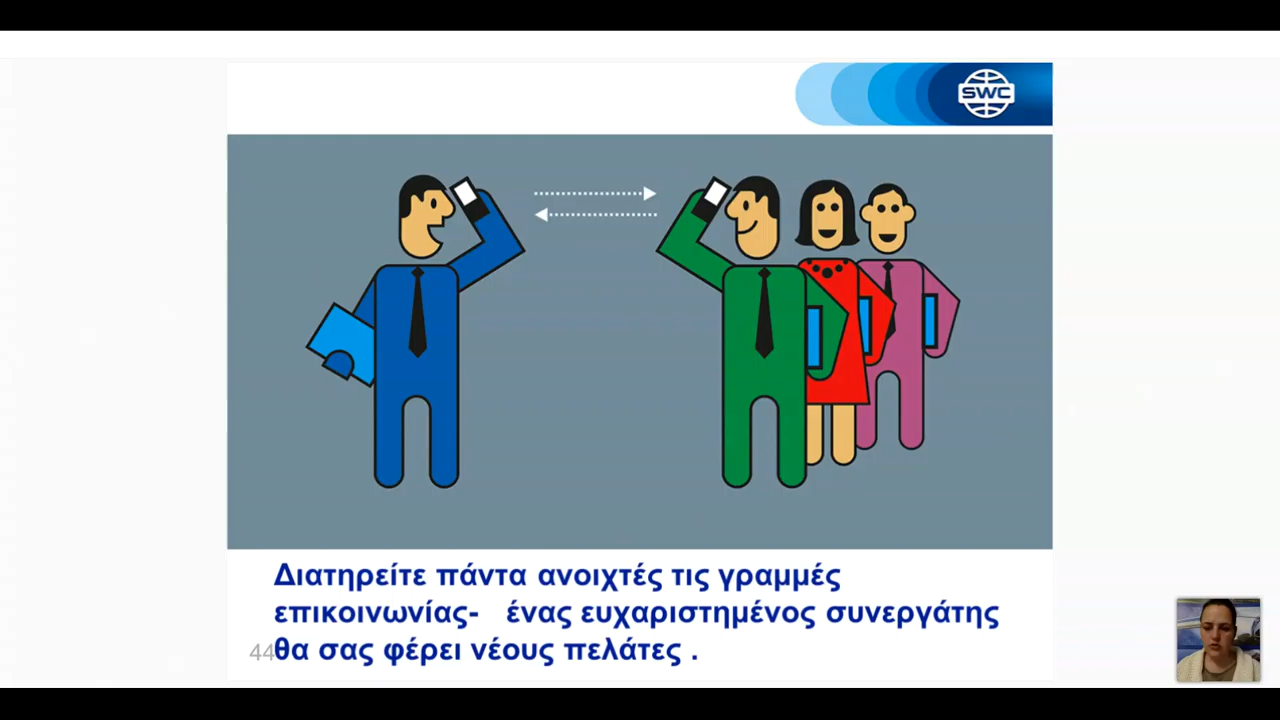 SWC
Διατηρείτε πάντα ανοιχτές τις γραμμές
επικοινωνίας- ένας ευχαριστημένος συνεργάτης
44 θα σας φέρει νέους πελάτες .